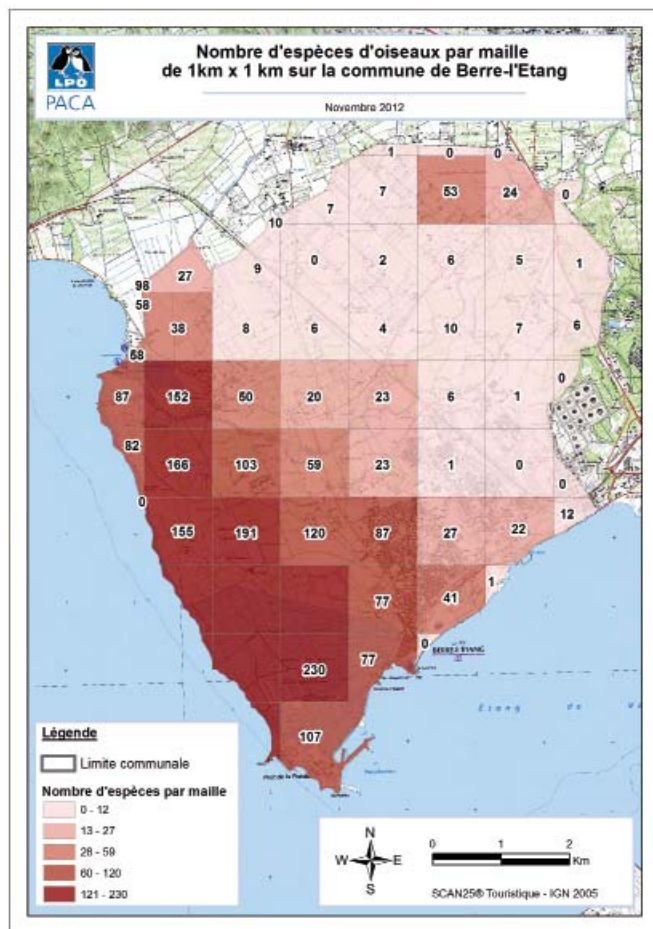 LPO
PACA
Nombre d'espèces d'oiseaux par maille
de 1km x 1 km sur la commune de Berre-l'Etang
Novembre 2012
1 0 0
7 53 24 0
10 7
9 0 2 6 5 1
98 27
58
38 8 6 4 10 7 6
58
87 152 50 20 23 6 1 0
82
166 103 59 23 1 0 0
0
155 191 120 87 27 22 12
77 41 1
230 77 0
BERRE-L'ETANG
107
Etang de
Légende
Limite communale
Nombre d'espèces par maille
0 - 12
13 - 27
28 - 59
60 - 120
121 - 230
N
W E
S
0 1 2
Km
SCAN25® Touristique - IGN 2005